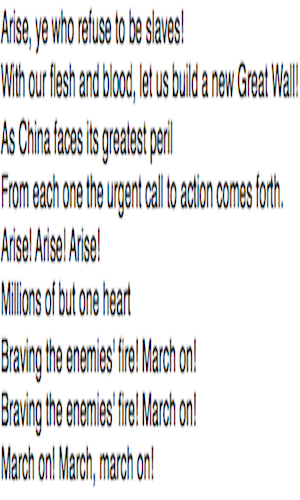 Arise, ye who refuse to be slaves!
With our flesh and blood, let us build a new Great Wall!
As China faces its greatest peril
From each one the urgent call to action comes forth.
Arise! Arise! Arise!
Millions of but one heart
Braving the enemies' fire! March on!
Braving the enemies' fire! March on!
March on! March, march on!